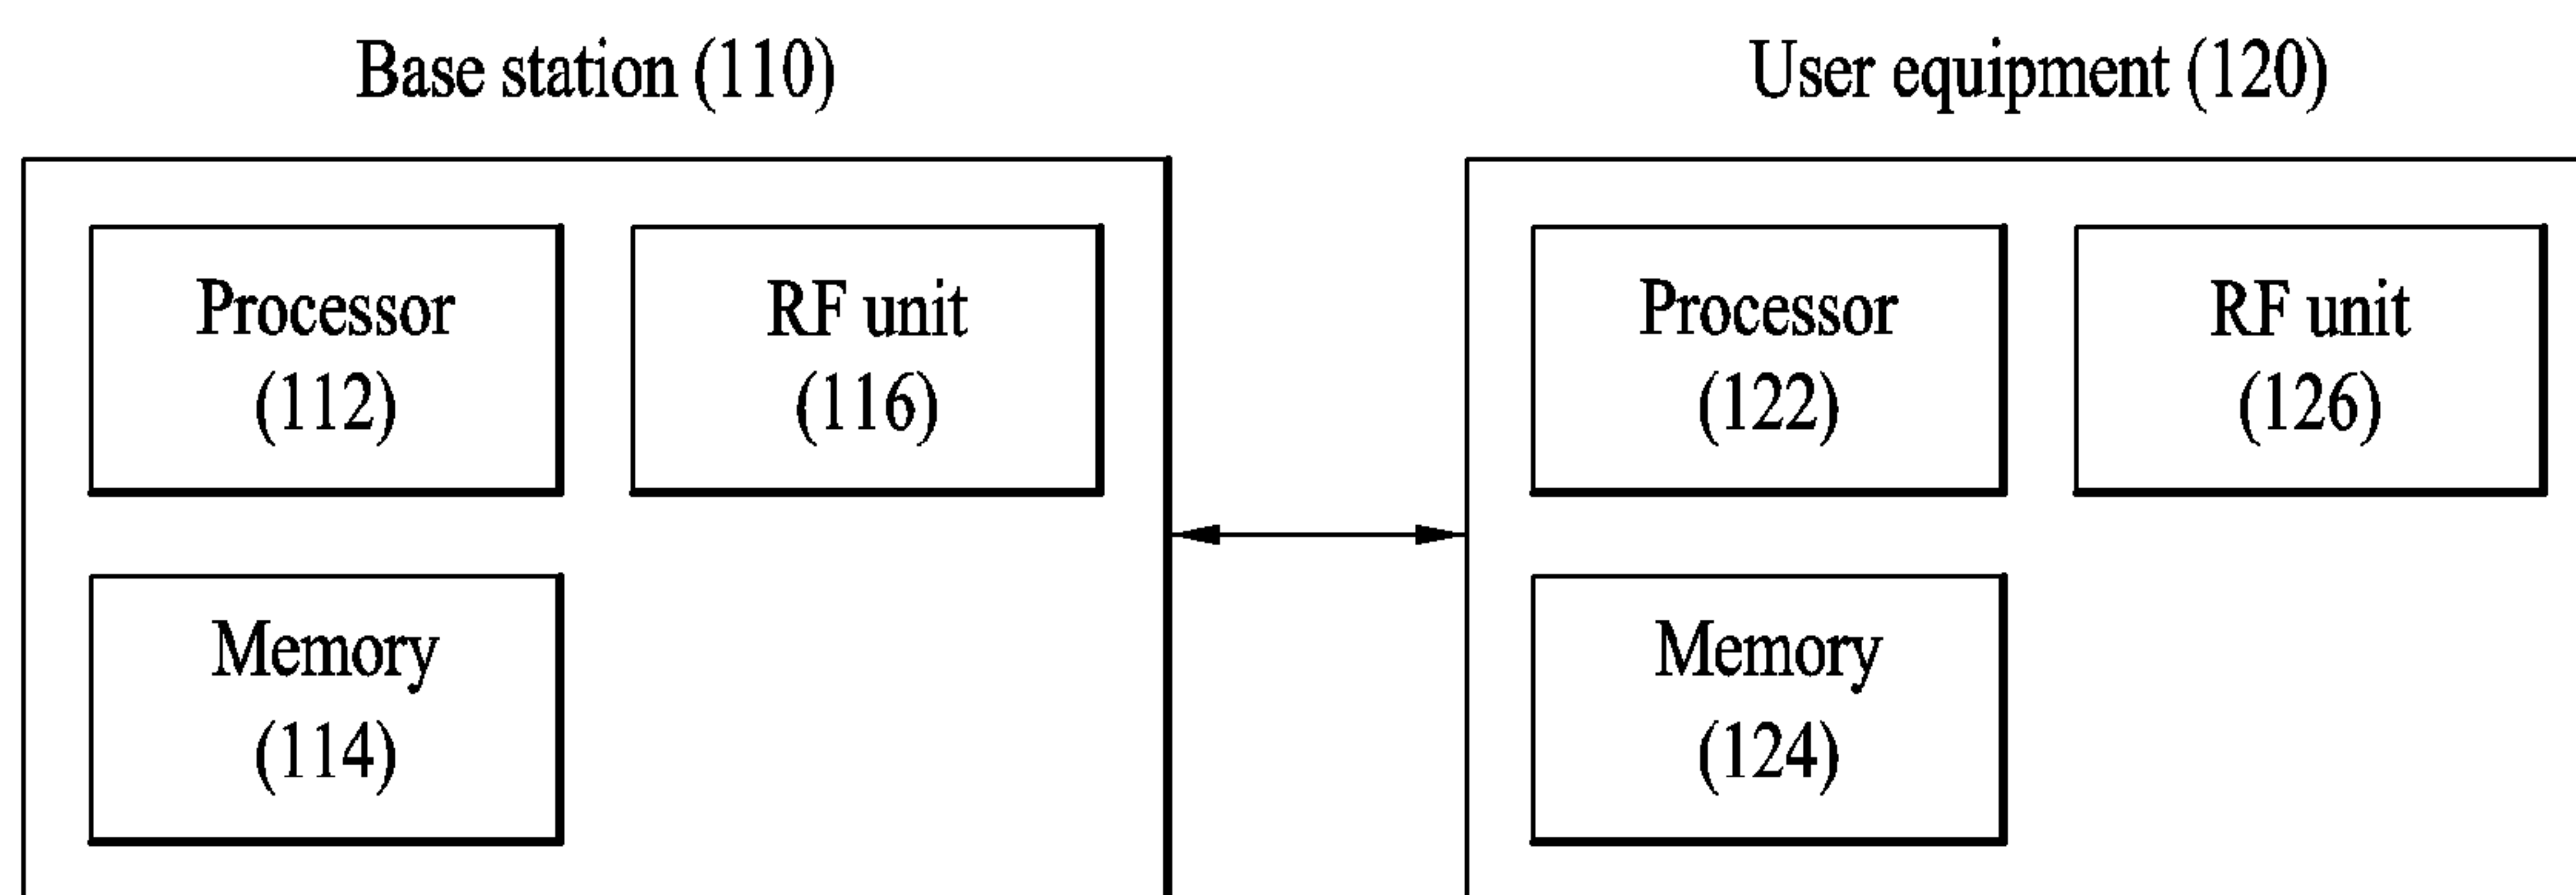 Base station (110)
User equipment (120)
Processor
(112)
RF unit
(116)
Processor
(122)
RF unit
(126)
Memory
(114)
Memory
(124)